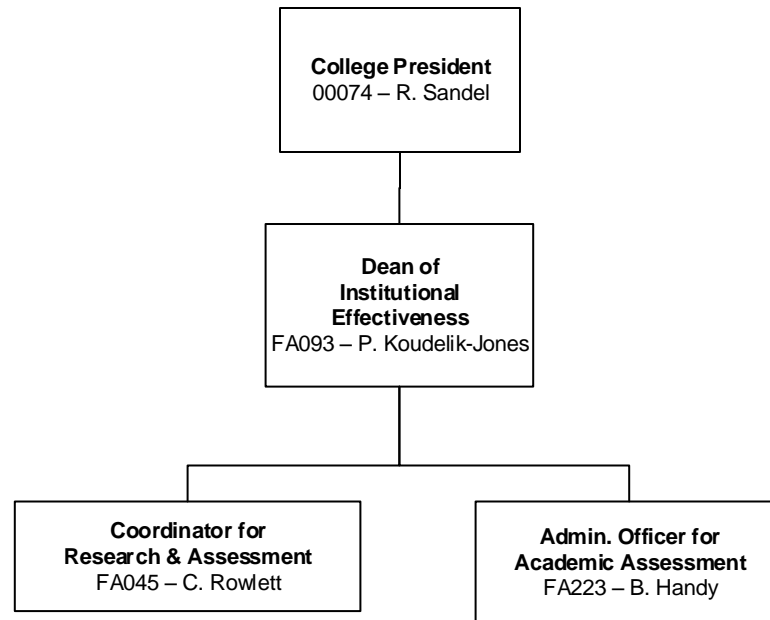 College President
00074 – R. Sandel
Dean of
Institutional
Effectiveness
FA093 – P. Koudelik-Jones
Coordinator for
Research & Assessment
FA045 – C. Rowlett
Admin. Officer for
Academic Assessment
FA223 – B. Handy